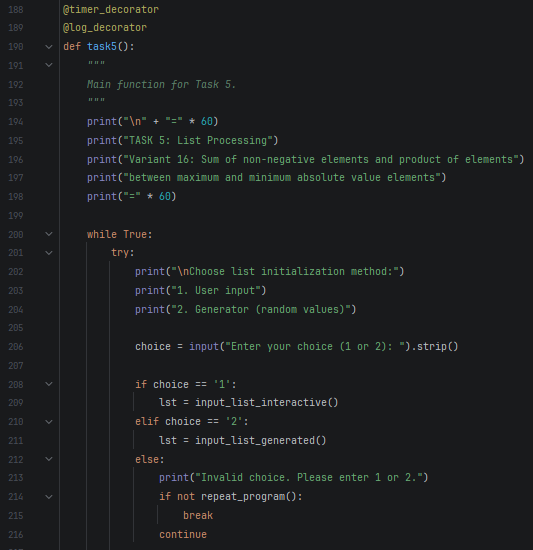 188 @timer_decorator
189 @log_decorator
190 def task5():
191     """
192     Main function for Task 5.
193     """
194     print("\n" + "=" * 60)
195     print("TASK 5: List Processing")
196     print("Variant 16: Sum of non-negative elements and product of elements")
197     print("between maximum and minimum absolute value elements")
198     print("=" * 60)
199
200     while True:
201         try:
202             print("\nChoose list initialization method:")
203             print("1. User input")
204             print("2. Generator (random values)")
205
206             choice = input("Enter your choice (1 or 2): ").strip()
207
208             if choice == '1':
209                 lst = input_list_interactive()
210             elif choice == '2':
211                 lst = input_list_generated()
212             else:
213                 print("Invalid choice. Please enter 1 or 2.")
214                 if not repeat_program():
215                     break
216                 continue